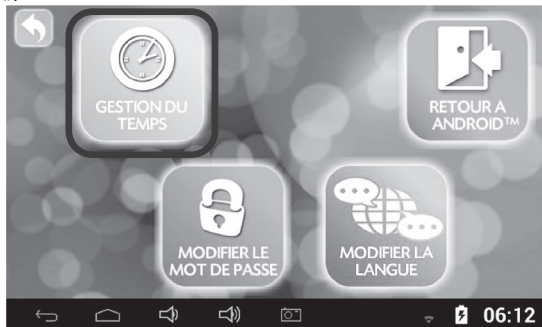 GESTION DU
TEMPS
RETOUR A
ANDROID™
MODIFIER LE
MOT DE PASSE
MODIFIER LA
LANGUE
06:12